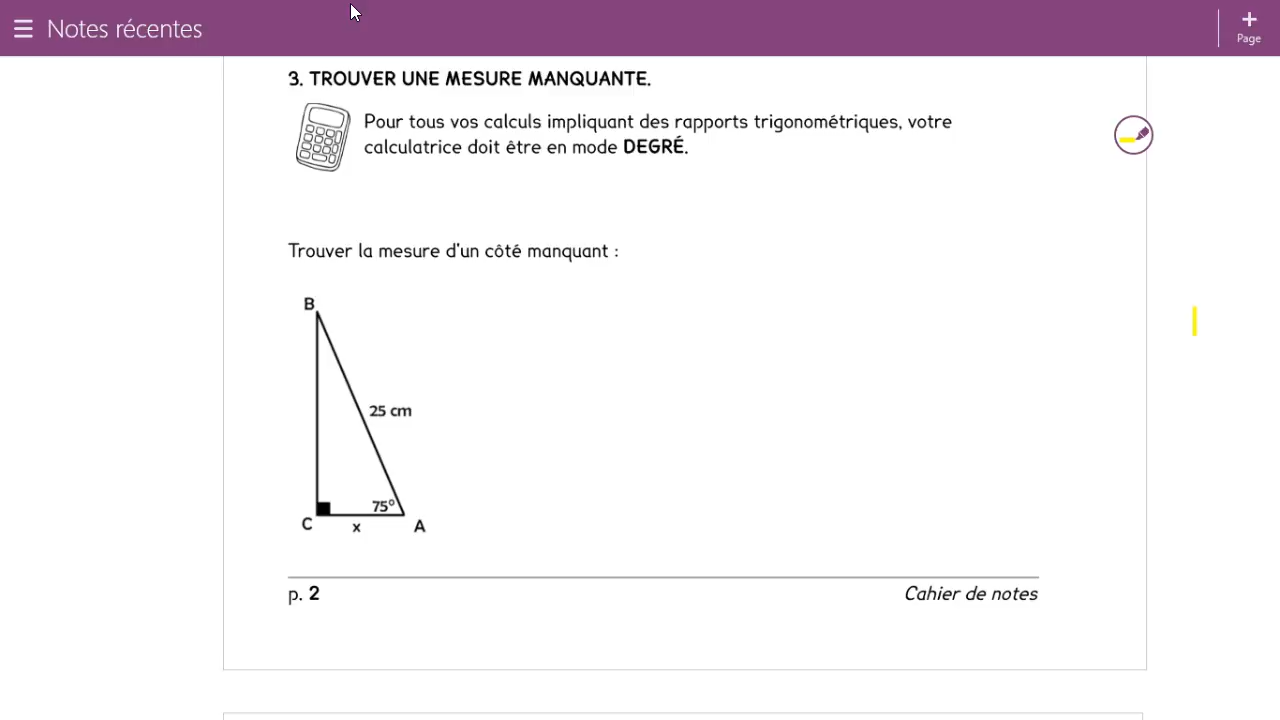 Notes récentes
Page
3. TROUVER UNE MESURE MANQUANTE.
Pour tous vos calculs impliquant des rapports trigonométriques, votre
calculatrice doit être en mode DEGRÉ.
Trouver la mesure d'un côté manquant :
B
25 cm
75°
C
x
A
p. 2
Cahier de notes